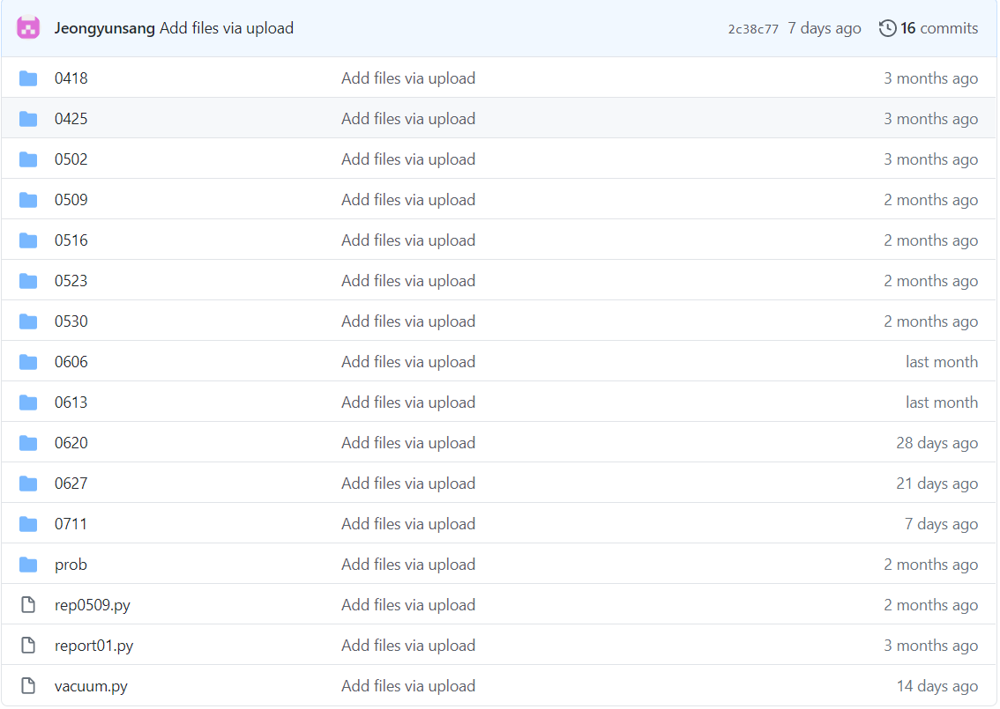 Jeongyunsang Add files via upload 2c38c77 7 days ago 16 commits
0418 Add files via upload 3 months ago
0425 Add files via upload 3 months ago
0502 Add files via upload 3 months ago
0509 Add files via upload 2 months ago
0516 Add files via upload 2 months ago
0523 Add files via upload 2 months ago
0530 Add files via upload 2 months ago
0606 Add files via upload last month
0613 Add files via upload last month
0620 Add files via upload 28 days ago
0627 Add files via upload 21 days ago
0711 Add files via upload 7 days ago
prob Add files via upload 2 months ago
rep0509.py Add files via upload 2 months ago
report01.py Add files via upload 3 months ago
vacuum.py Add files via upload 14 days ago